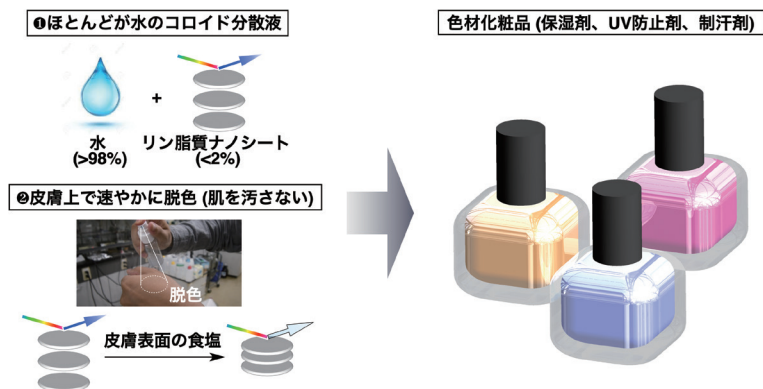 ❶ほとんどが水のコロイド分散液
水
(>98%)
+
リン脂質ナノシート
(<2%)
❷皮膚上で速やかに脱色 (肌を汚さない)
脱色
皮膚表面の食塩
色材化粧品 (保湿剤、UV防止剤、制汗剤)